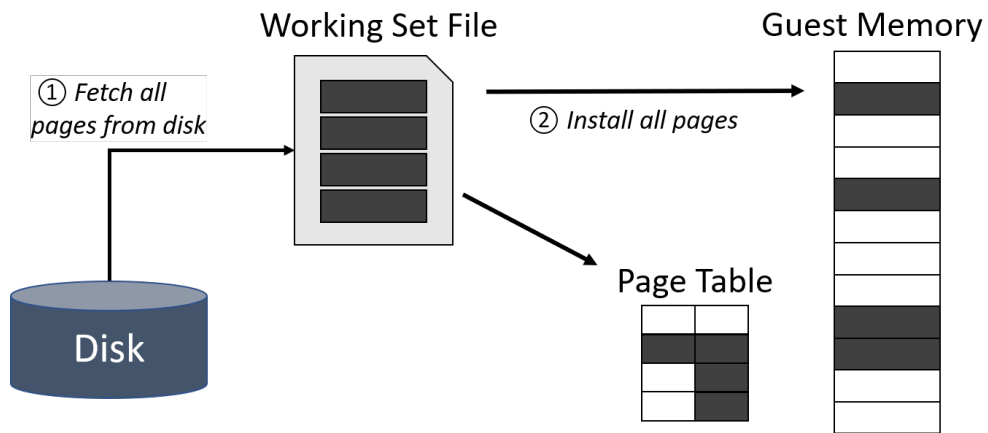 Working Set File
Guest Memory
① Fetch all
pages from disk
② Install all pages
Page Table
Disk